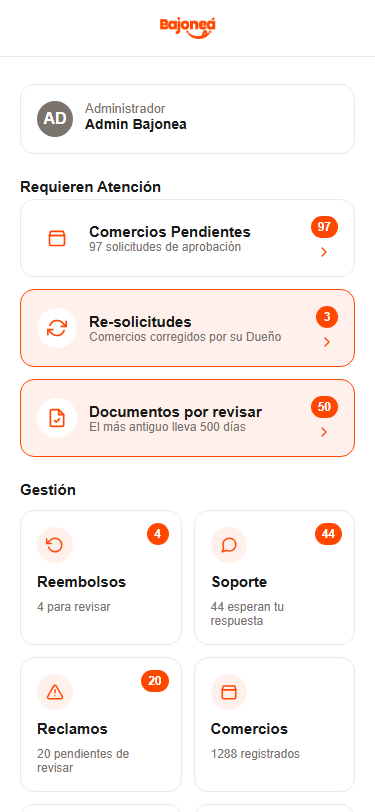 Bajoneá
AD
Administrador
Admin Bajonea
Requieren Atención
Comercios Pendientes
97 solicitudes de aprobación
97
Re-solicitudes
Comercios corregidos por su Dueño
3
Documentos por revisar
El más antiguo lleva 500 días
50
Gestión
4
Reembolsos
4 para revisar
44
Soporte
44 esperan tu
respuesta
20
Reclamos
20 pendientes de
revisar
Comercios
1288 registrados